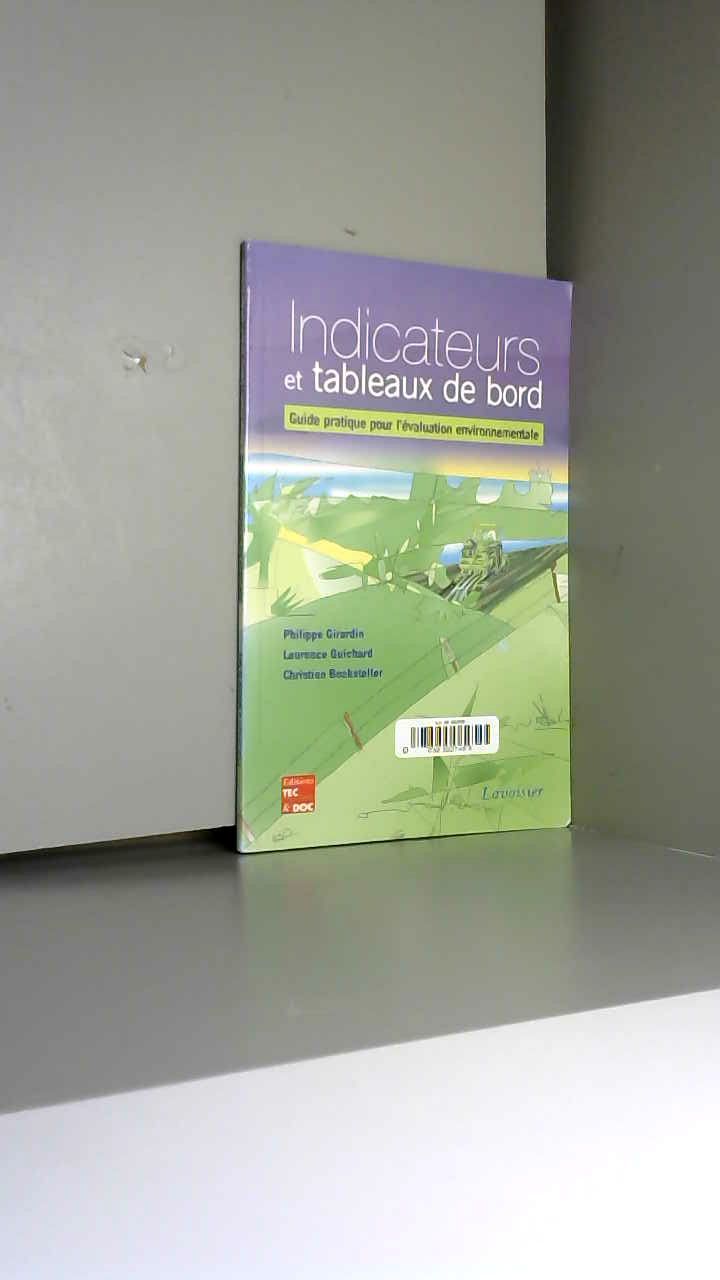 Indicateurs
et tableaux de bord
Guide pratique pour l'évaluation environnementale
Philippe Girardin
Laurence Guichard
Christian Bockstaller
Editions
TEC
& DOC
Lavoisier